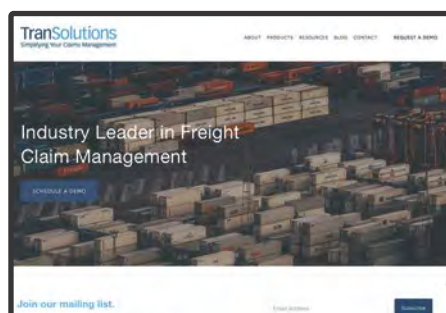 TranSolutions
Simplifying Your Claims Management
ABOUT PRODUCTS RESOURCES BLOG CONTACT REQUEST A DEMO
Industry Leader in Freight
Claim Management
SCHEDULE A DEMO
Join our mailing list.
Email Address
Subscribe